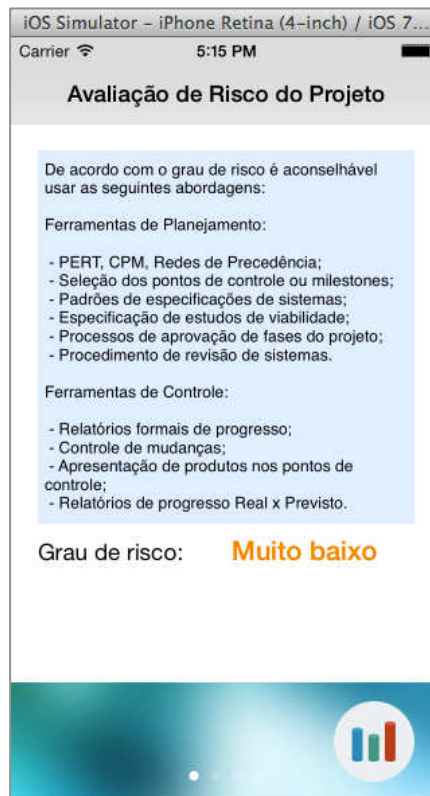 iOS Simulator – iPhone Retina (4-inch) / iOS 7...
Carrier 5:15 PM
Avaliação de Risco do Projeto
De acordo com o grau de risco é aconselhável
usar as seguintes abordagens:
Ferramentas de Planejamento:
- PERT, CPM, Redes de Precedência;
- Seleção dos pontos de controle ou milestones;
- Padrões de especificações de sistemas;
- Especificação de estudos de viabilidade;
- Processos de aprovação de fases do projeto;
- Procedimento de revisão de sistemas.
Ferramentas de Controle:
- Relatórios formais de progresso;
- Controle de mudanças;
- Apresentação de produtos nos pontos de
controle;
- Relatórios de progresso Real x Previsto.
Grau de risco: Muito baixo